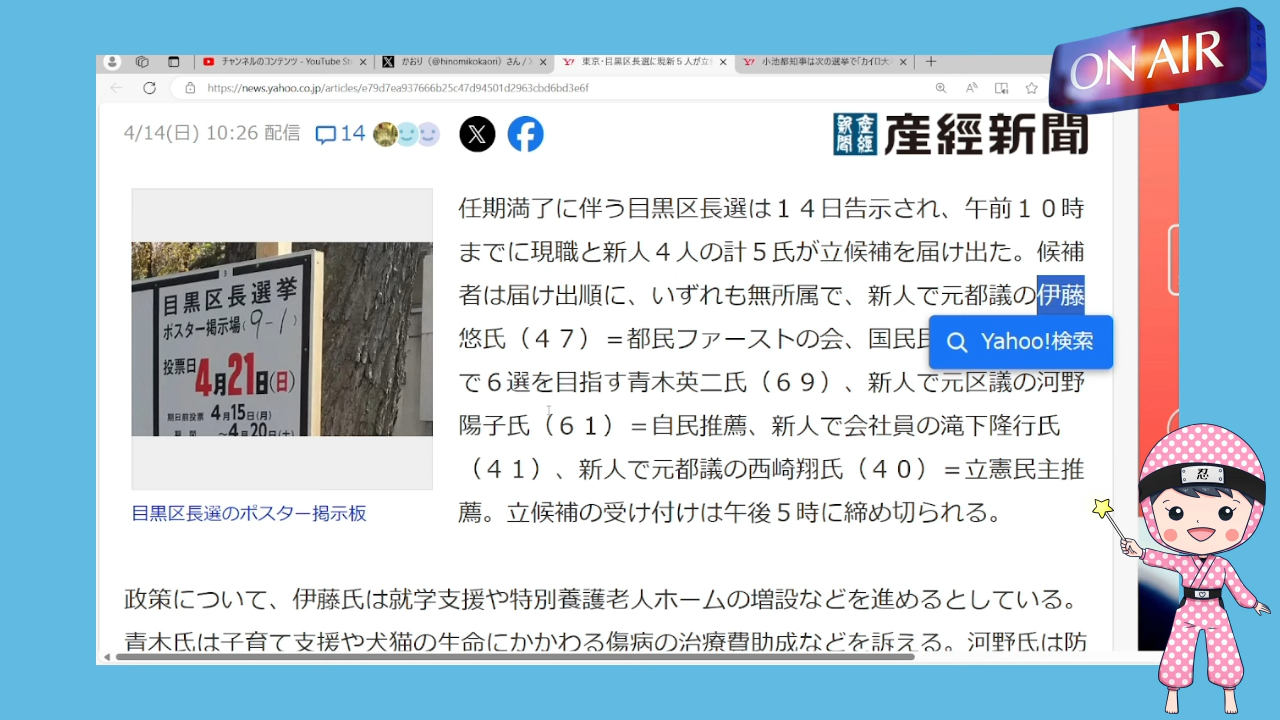 ON AIR
チャンネルのコンテンツ - YouTube St
かおり（@hinomikokaori）さん / X
東京・目黒区長選に現新５人が立
小池都知事は次の選挙で「カイロ大
https://news.yahoo.co.jp/articles/e79d7ea937666b25c47d94501d2963cbd6bd3e6f
4/14(日) 10:26 配信
14
産経新聞
産經新聞
任期満了に伴う目黒区長選は１４日告示され、午前１０時
までに現職と新人４人の計５氏が立候補を届け出た。候補
者は届け出順に、いずれも無所属で、新人で元都議の伊藤
悠氏（４７）＝都民ファーストの会、国民民
Yahoo!検索
で６選を目指す青木英二氏（６９）、新人で元区議の河野
陽子氏（６１）＝自民推薦、新人で会社員の滝下隆行氏
（４１）、新人で元都議の西崎翔氏（４０）＝立憲民主推
薦。立候補の受け付けは午後５時に締め切られる。
目黒区長選挙
ポスター掲示場(9-1)
投票日4月21日(日)
期日前投票 4月15日(月)
期 間 ～4月20日(土)
目黒区長選のポスター掲示板
政策について、伊藤氏は就学支援や特別養護老人ホームの増設などを進めるとしている。
青木氏は子育て支援や犬猫の生命にかかわる傷病の治療費助成などを訴える。河野氏は防
忍